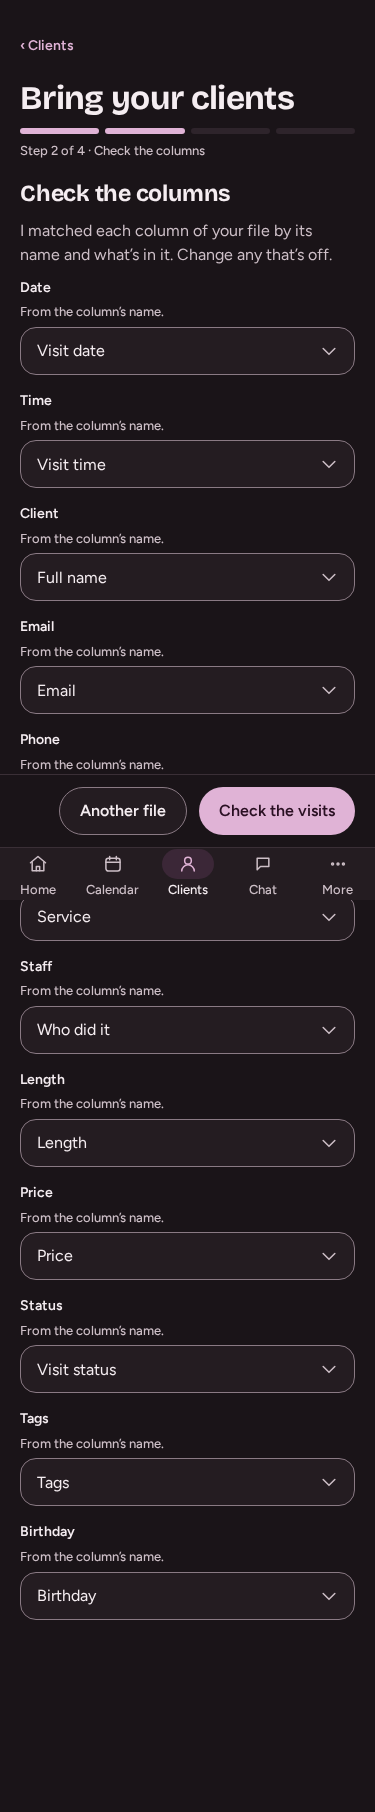 ‹ Clients
Bring your clients
Step 2 of 4 · Check the columns
Check the columns
I matched each column of your file by its
name and what’s in it. Change any that’s off.
Date
From the column’s name.
Visit date
Time
From the column’s name.
Visit time
Client
From the column’s name.
Full name
Email
From the column’s name.
Email
Phone
From the column’s name.
Another file
Check the visits
Home
Calendar
Clients
Chat
More
Service
Staff
From the column’s name.
Who did it
Length
From the column’s name.
Length
Price
From the column’s name.
Price
Status
From the column’s name.
Visit status
Tags
From the column’s name.
Tags
Birthday
From the column’s name.
Birthday